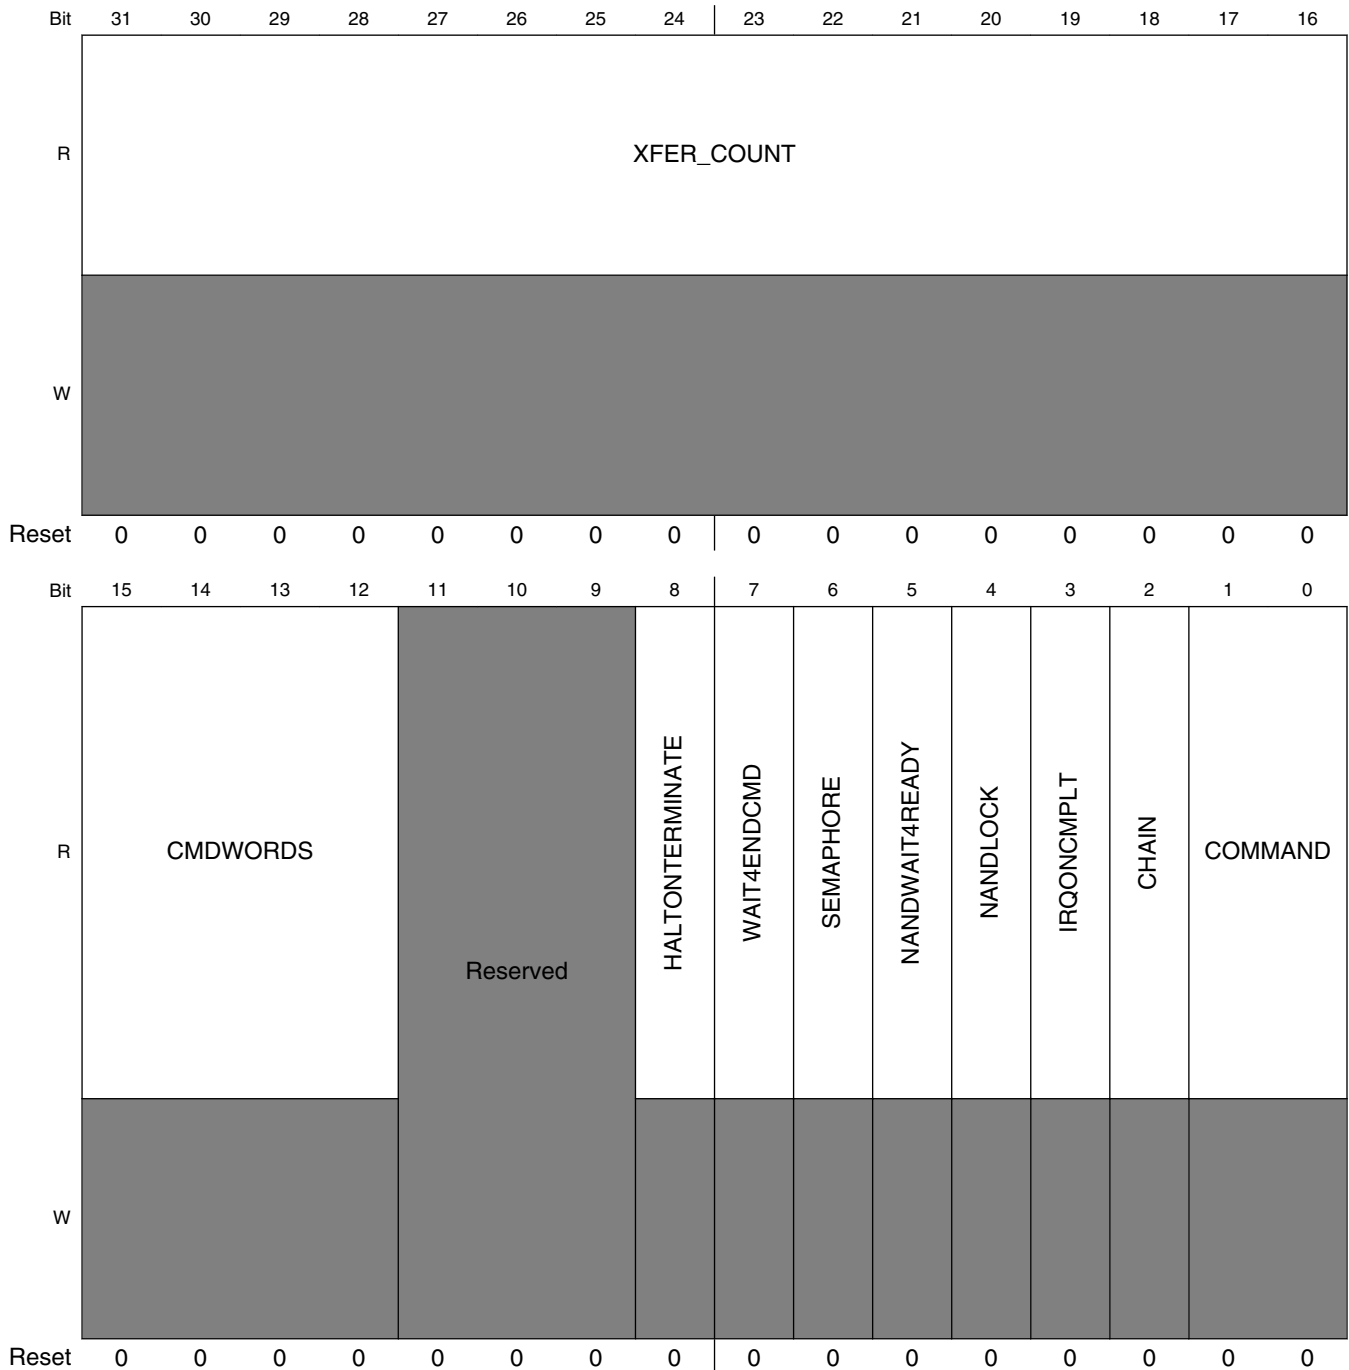 Bit 31 30 29 28 27 26 25 24 23 22 21 20 19 18 17 16
R XFER_COUNT
W
Reset 0 0 0 0 0 0 0 0 0 0 0 0 0 0 0 0
Bit 15 14 13 12 11 10 9 8 7 6 5 4 3 2 1 0
R CMDWORDS Reserved HALTONTERMINATE WAIT4ENDCMD SEMAPHORE NANDWAIT4READY NANDLOCK IRQONCMPLT CHAIN COMMAND
W
Reset 0 0 0 0 0 0 0 0 0 0 0 0 0 0 0 0